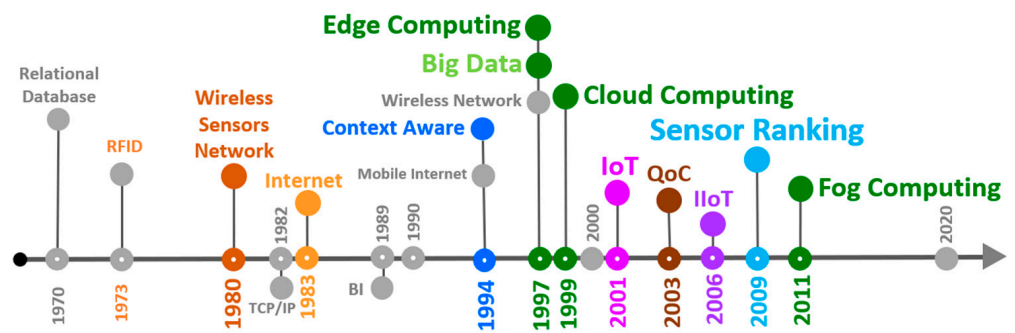 Relational
Database
RFID
Wireless
Sensors
Network
Internet
Edge Computing
Big Data
Wireless Network
Context Aware
Mobile Internet
Cloud Computing
Sensor Ranking
IoT
QoC
IIoT
Fog Computing
1970
1973
1980
1982
TCP/IP
1983
1989
BI
1990
1994
1997
1999
2000
2001
2003
2006
2009
2011
2020